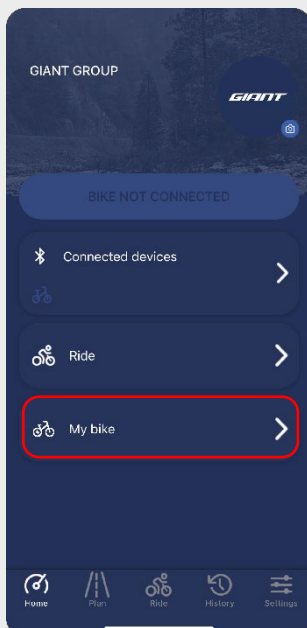 GIANT GROUP
GIANT
BIKE NOT CONNECTED
Connected devices
Ride
My bike
Home
Plan
Ride
History
Settings